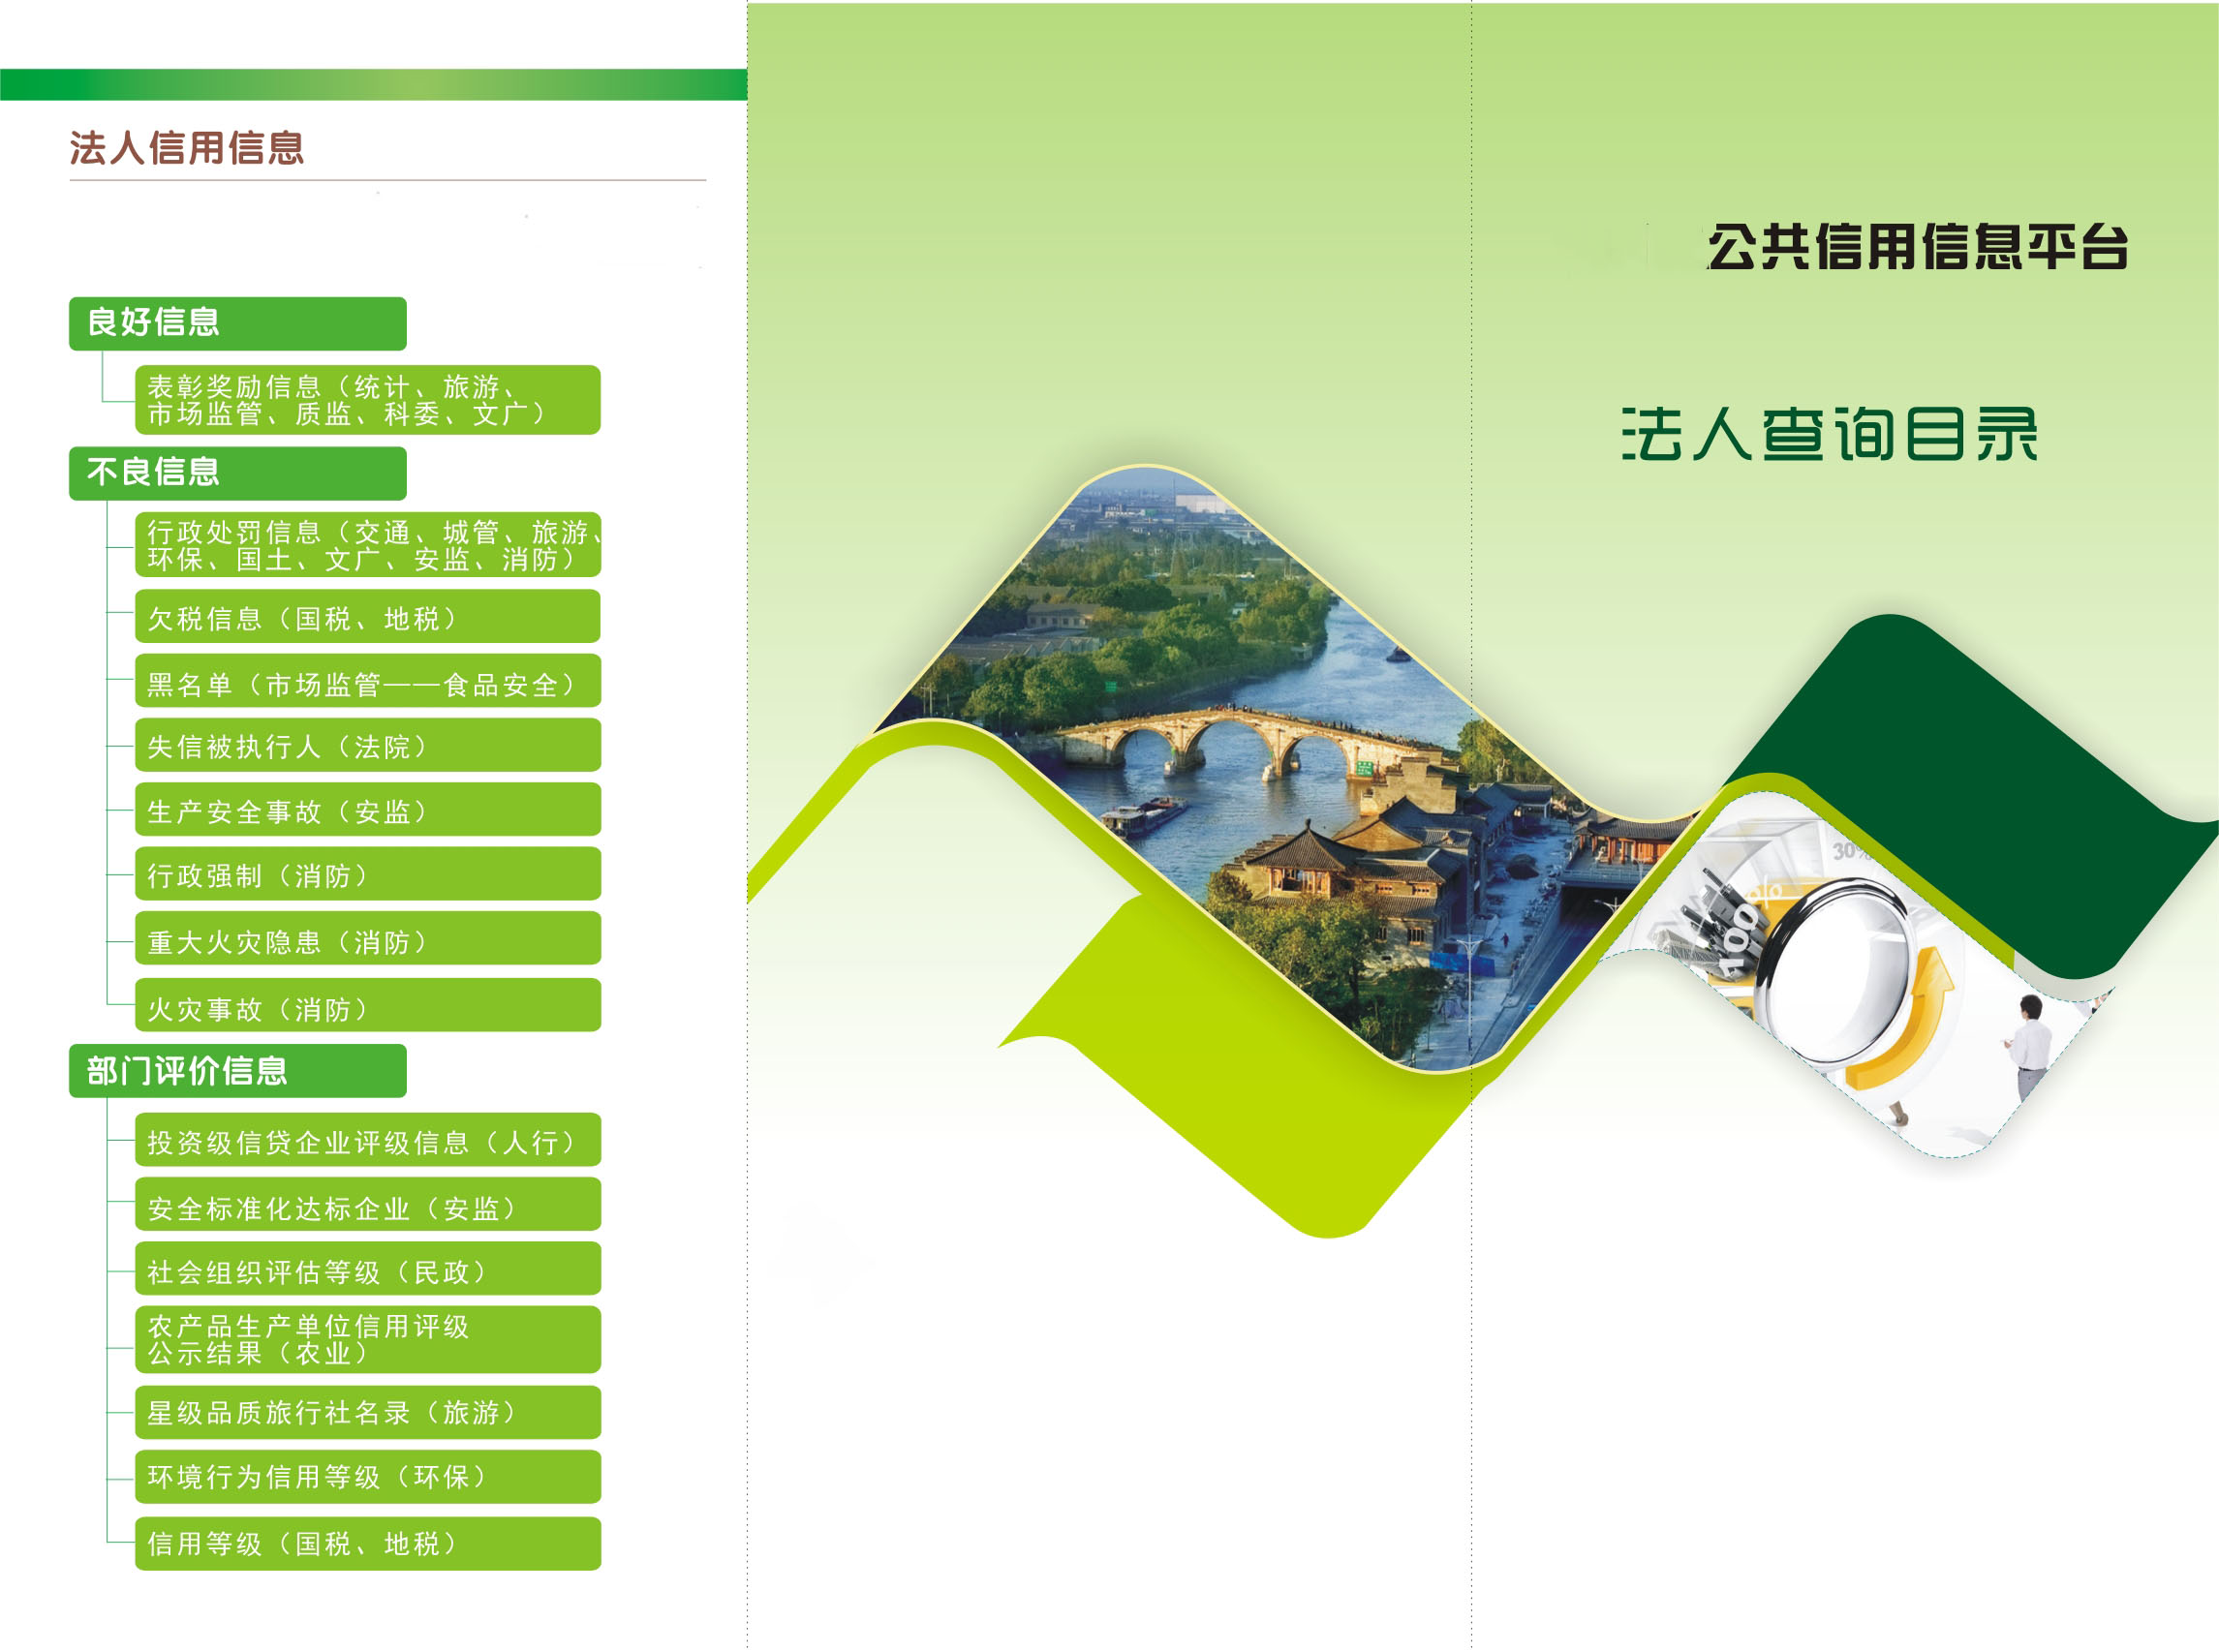 法人信用信息
良好信息
表彰奖励信息（统计、旅游、
市场监管、质监、科委、文广）
不良信息
行政处罚信息（交通、城管、旅游、
环保、国土、文广、安监、消防）
欠税信息（国税、地税）
黑名单（市场监管——食品安全）
失信被执行人（法院）
生产安全事故（安监）
行政强制（消防）
重大火灾隐患（消防）
火灾事故（消防）
部门评价信息
投资级信贷企业评级信息（人行）
安全标准化达标企业（安监）
社会组织评估等级（民政）
农产品生产单位信用评级
公示结果（农业）
星级品质旅行社名录（旅游）
环境行为信用等级（环保）
信用等级（国税、地税）
公共信用信息平台
法人查询目录
30%
100%